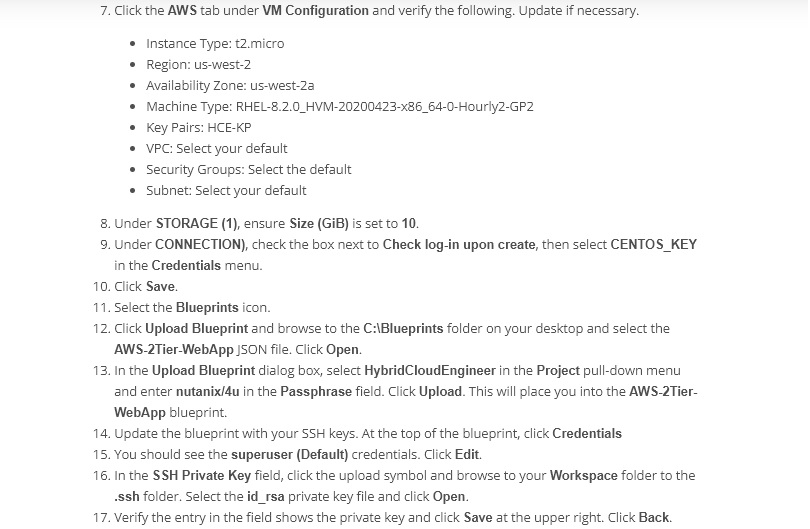 7. Click the AWS tab under VM Configuration and verify the following. Update if necessary.
• Instance Type: t2.micro
• Region: us-west-2
• Availability Zone: us-west-2a
• Machine Type: RHEL-8.2.0_HVM-20200423-x86_64-0-Hourly2-GP2
• Key Pairs: HCE-KP
• VPC: Select your default
• Security Groups: Select the default
• Subnet: Select your default
8. Under STORAGE (1), ensure Size (GiB) is set to 10.
9. Under CONNECTION), check the box next to Check log-in upon create, then select CENTOS_KEY
in the Credentials menu.
10. Click Save.
11. Select the Blueprints icon.
12. Click Upload Blueprint and browse to the C:\Blueprints folder on your desktop and select the
AWS-2Tier-WebApp JSON file. Click Open.
13. In the Upload Blueprint dialog box, select HybridCloudEngineer in the Project pull-down menu
and enter nutanix/4u in the Passphrase field. Click Upload. This will place you into the AWS-2Tier-
WebApp blueprint.
14. Update the blueprint with your SSH keys. At the top of the blueprint, click Credentials
15. You should see the superuser (Default) credentials. Click Edit.
16. In the SSH Private Key field, click the upload symbol and browse to your Workspace folder to the
.ssh folder. Select the id_rsa private key file and click Open.
17. Verify the entry in the field shows the private key and click Save at the upper right. Click Back.